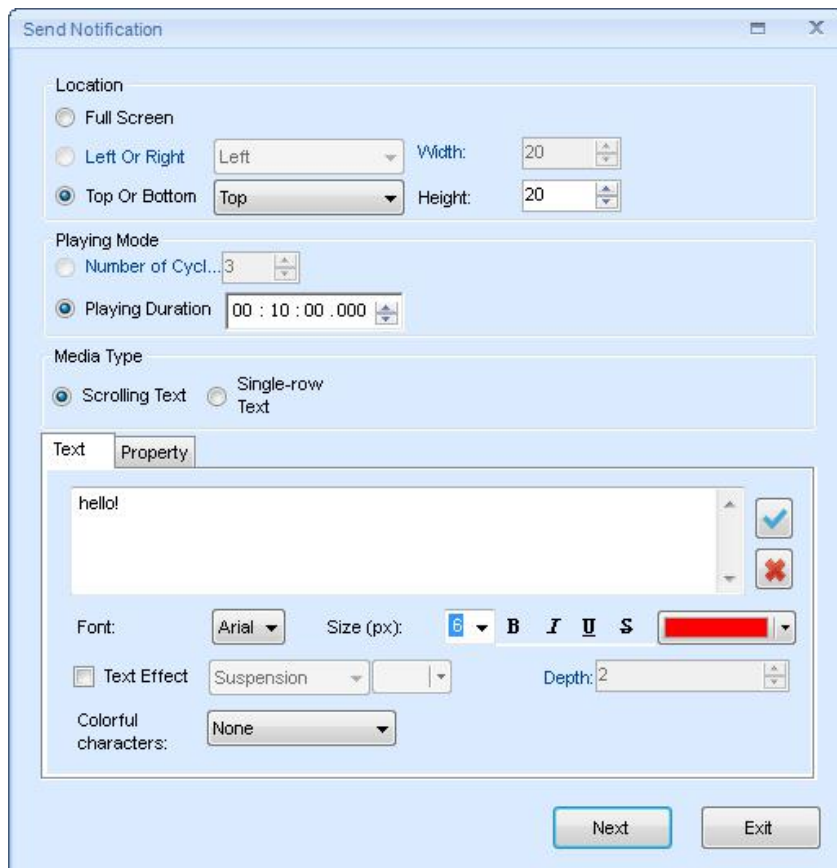 Send Notification
Location
Full Screen
Left Or Right Left Width: 20
Top Or Bottom Top Height: 20
Playing Mode
Number of Cycl... 3
Playing Duration 00 : 10 : 00 .000
Media Type
Scrolling Text Single-row
Text
Text Property
hello!
Font: Arial Size (px): 6 B I U S
Text Effect Suspension Depth: 2
Colorful
characters: None
Next Exit